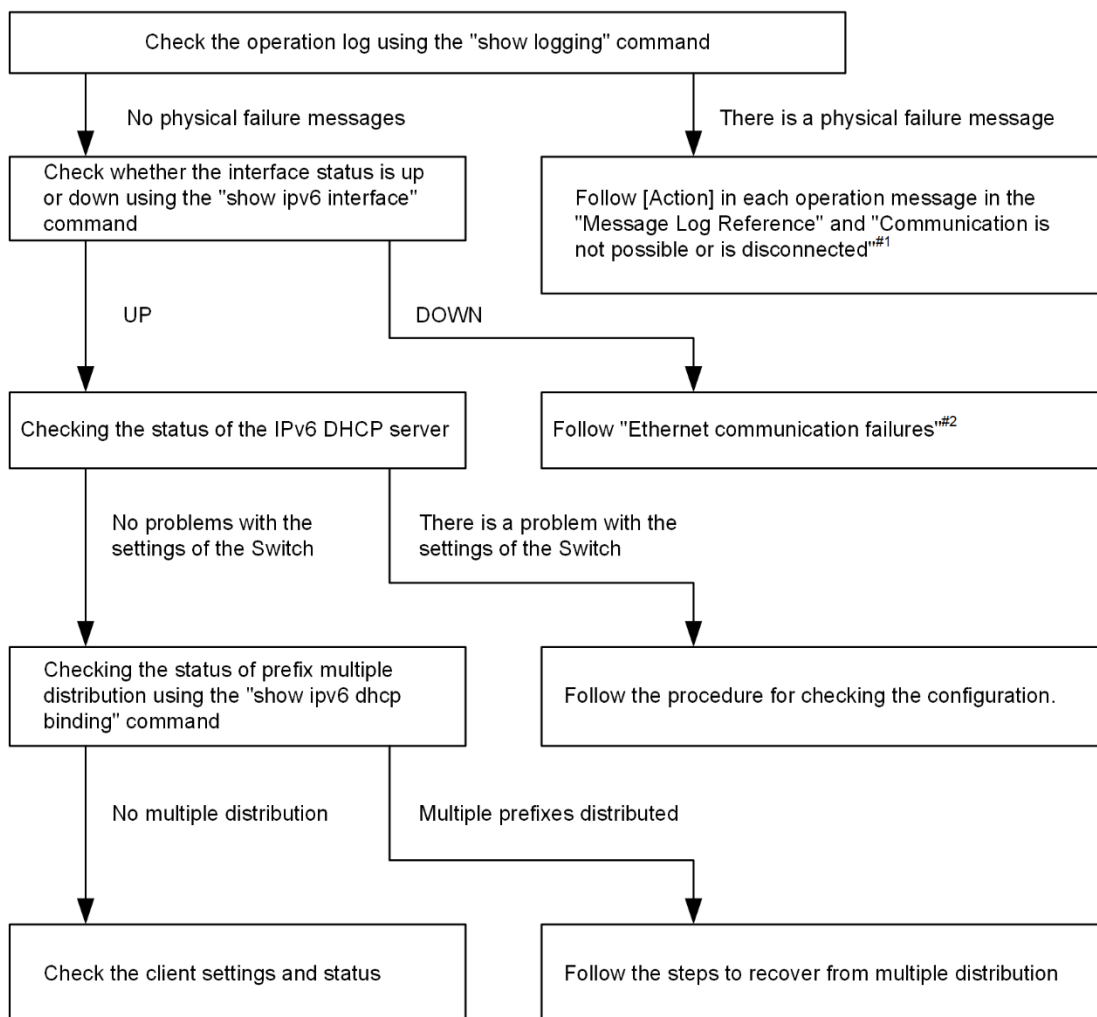 Check the operation log using the "show logging" command
No physical failure messages
There is a physical failure message
Check whether the interface status is up
or down using the "show ipv6 interface"
command
Follow [Action] in each operation message in the
"Message Log Reference" and "Communication is
not possible or is disconnected"#1
UP
DOWN
Checking the status of the IPv6 DHCP server
Follow "Ethernet communication failures"#2
No problems with the
settings of the Switch
There is a problem with the
settings of the Switch
Checking the status of prefix multiple
distribution using the "show ipv6 dhcp
binding" command
Follow the procedure for checking the configuration.
No multiple distribution
Multiple prefixes distributed
Check the client settings and status
Follow the steps to recover from multiple distribution